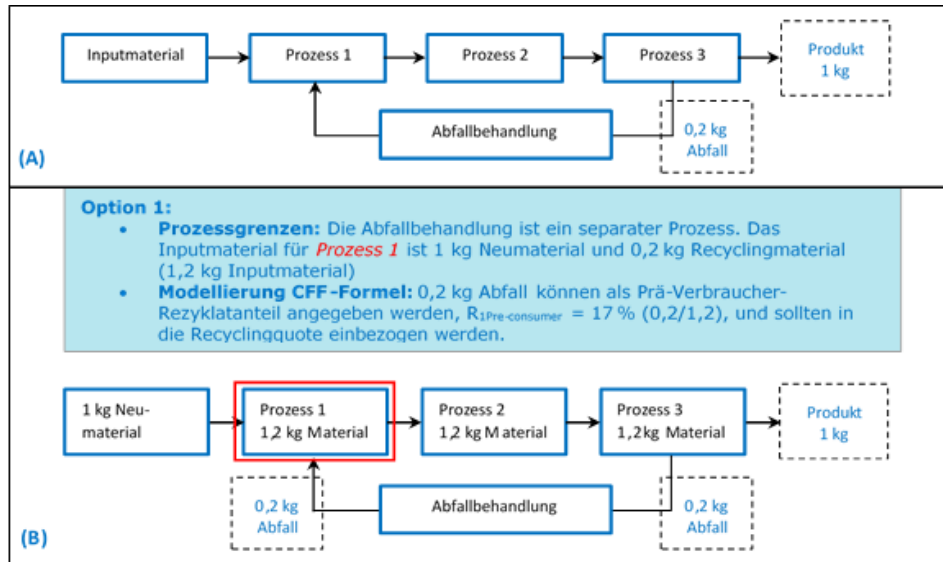 Inputmaterial
Prozess 1
Prozess 2
Prozess 3
Produkt
1 kg
Abfallbehandlung
0,2 kg
Abfall
(A)
Option 1:
• Prozessgrenzen: Die Abfallbehandlung ist ein separater Prozess. Das
Inputmaterial für Prozess 1 ist 1 kg Neumaterial und 0,2 kg Recyclingmaterial
(1,2 kg Inputmaterial)
• Modellierung CFF-Formel: 0,2 kg Abfall können als Prä-Verbraucher-
Rezyklatanteil angegeben werden, R1Pre-consumer = 17 % (0,2/1,2), und sollten in
die Recyclingquote einbezogen werden.
1 kg Neu-
material
Prozess 1
1,2 kg Material
Prozess 2
1,2 kg Material
Prozess 3
1,2kg Material
Produkt
1 kg
0,2 kg
Abfall
Abfallbehandlung
0,2 kg
Abfall
(B)